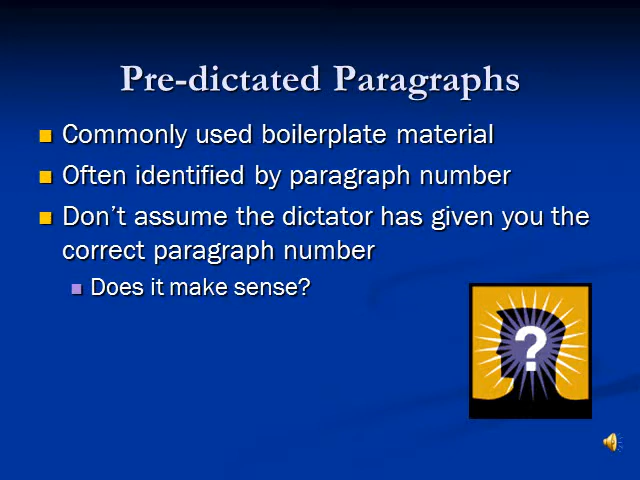 Pre-dictated Paragraphs
Commonly used boilerplate material
Often identified by paragraph number
Don’t assume the dictator has given you the
correct paragraph number
Does it make sense?
?